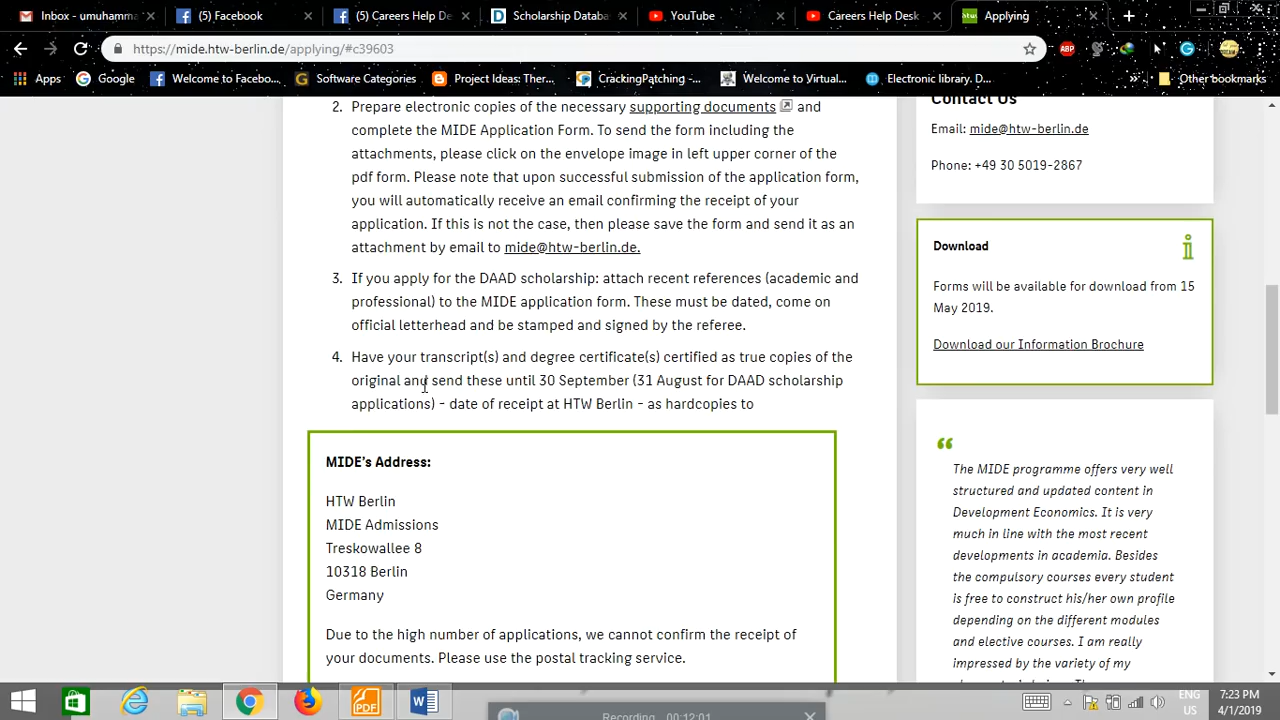 Inbox - umuhamm
(5) Facebook
(5) Careers Help De
Scholarship Databa
YouTube
Careers Help Desk
Applying
https://mide.htw-berlin.de/applying/#c39603
Apps
Google
Welcome to Facebo...
Software Categories
Project Ideas: Ther...
CrackingPatching -...
Welcome to Уirtual...
Electronic library. D...
Other bookmarks
2. Prepare electronic copies of the necessary supporting documents and
complete the MIDE Application Form. To send the form including the
attachments, please click on the envelope image in left upper corner of the
pdf form. Please note that upon successful submission of the application form,
you will automatically receive an email confirming the receipt of your
application. If this is not the case, then please save the form and send it as an
attachment by email to mide@htw-berlin.de.
3. If you apply for the DAAD scholarship: attach recent references (academic and
professional) to the MIDE application form. These must be dated, come on
official letterhead and be stamped and signed by the referee.
4. Have your transcript(s) and degree certificate(s) certified as true copies of the
original and send these until 30 September (31 August for DAAD scholarship
applications) - date of receipt at HTW Berlin - as hardcopies to
MIDE's Address:
HTW Berlin
MIDE Admissions
Treskowallee 8
10318 Berlin
Germany
Due to the high number of applications, we cannot confirm the receipt of
your documents. Please use the postal tracking service.
Contact Us
Email: mide@htw-berlin.de
Phone: +49 30 5019-2867
Download
Forms will be available for download from 15
May 2019.
Download our Information Brochure
The MIDE programme offers very well
structured and updated content in
Development Economics. It is very
much in line with the most recent
developments in academia. Besides
the compulsory courses every student
is free to construct his/her own profile
depending on the different modules
and elective courses. I am really
impressed by the variety of my
Recording 00:12:01
ENG
US
7:23 PM
4/1/2019